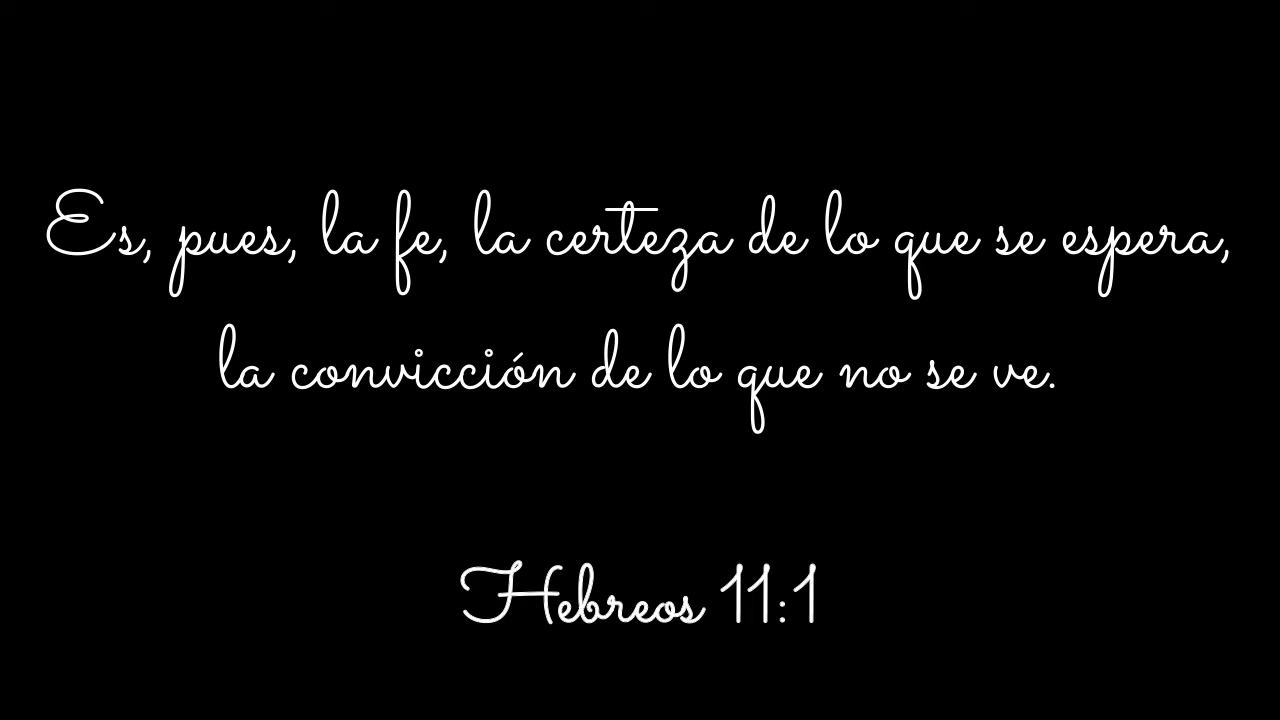 Es, pues, la fe, la certeza de lo que se espera,
la convicción de lo que no se ve.
Hebreos 11:1